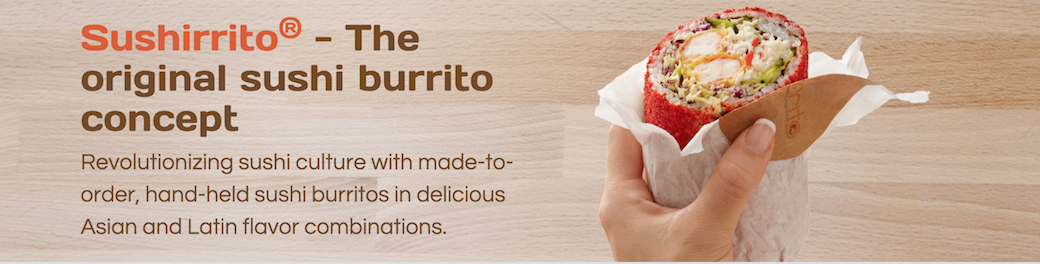 Sushirrito® – The
original sushi burrito
concept
Revolutionizing sushi culture with made-to-
order, hand-held sushi burritos in delicious
Asian and Latin flavor combinations.